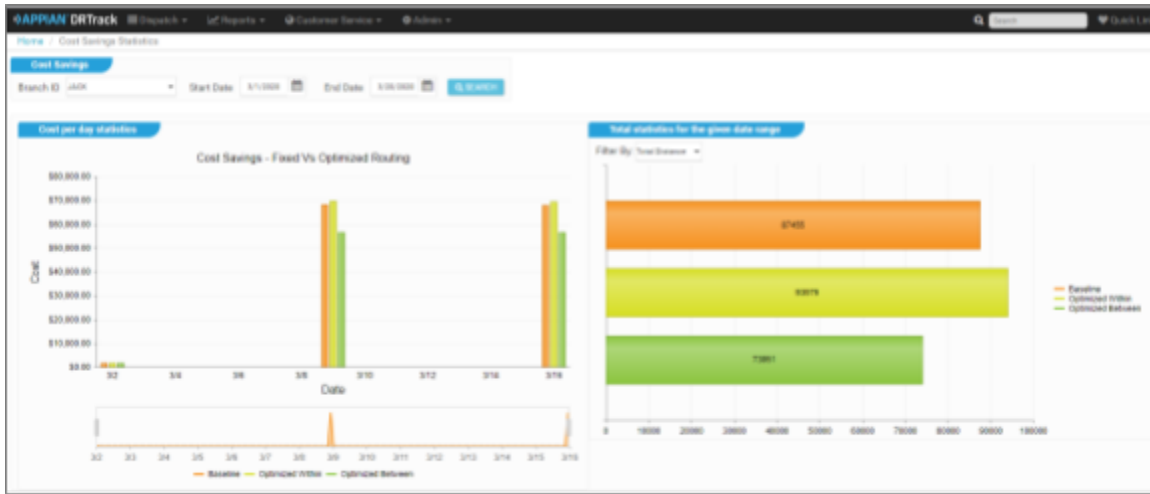 APPIAN DRTrack Dispatch Reports Customer Service Admin Search Quick
Home / Cost Savings Statistics
Cost Savings
Branch ID JACK Start Date 3/1/2020 End Date SEARCH
Cost per day statistics
Cost Savings - Fixed Vs Optimized Routing
$80,000.00
$70,000.00
$60,000.00
$50,000.00
$40,000.00
$30,000.00
$20,000.00
$10,000.00
$0.00
Cost
3/2 3/4 3/6 3/8 3/10 3/12 3/14 3/16
Date
3/2 3/3 3/4 3/5 3/6 3/7 3/8 3/9 3/10 3/11 3/12 3/13 3/14 3/15
Baseline Optimized Within Optimized Between
Total statistics for the given date range
Filter By: Total Distance
0 10000 20000 30000 40000 50000 60000 70000 80000 90000 100000
87455
Baseline
Optimized Within
Optimized Between